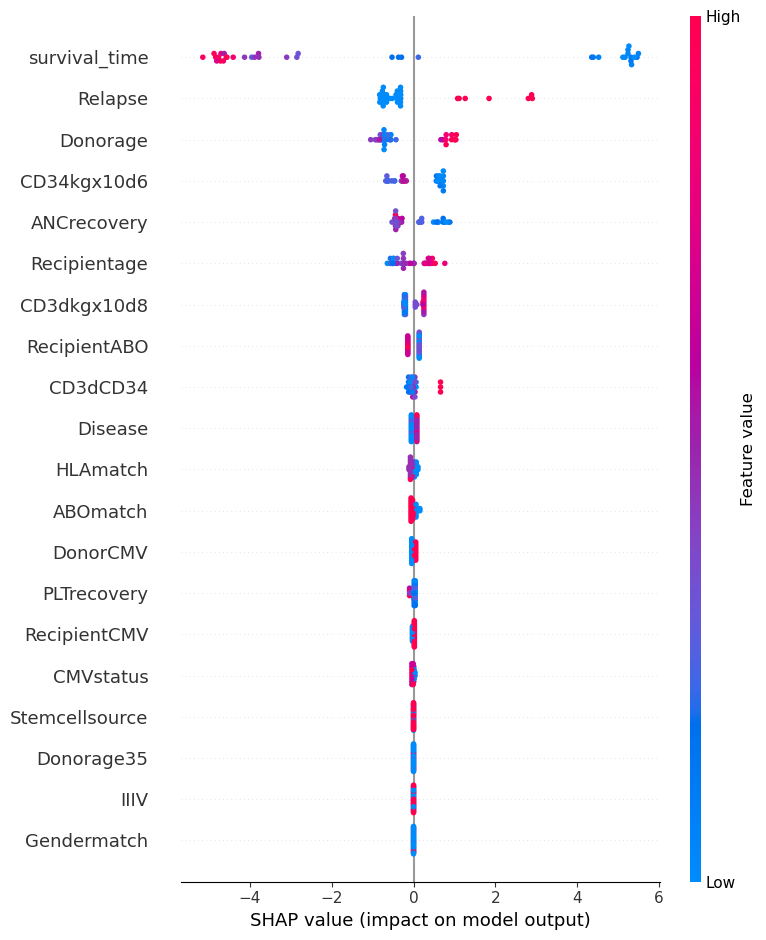 High
survival_time
Relapse
Donorage
CD34kgx10d6
ANCrecovery
Recipientage
CD3dkgx10d8
RecipientABO
CD3dCD34
Disease
HLAmatch
ABOmatch
DonorCMV
PLTrecovery
RecipientCMV
CMVstatus
Stemcellsource
Donorage35
IIIV
Gendermatch
Feature value
Low
−4 −2 0 2 4 6
SHAP value (impact on model output)